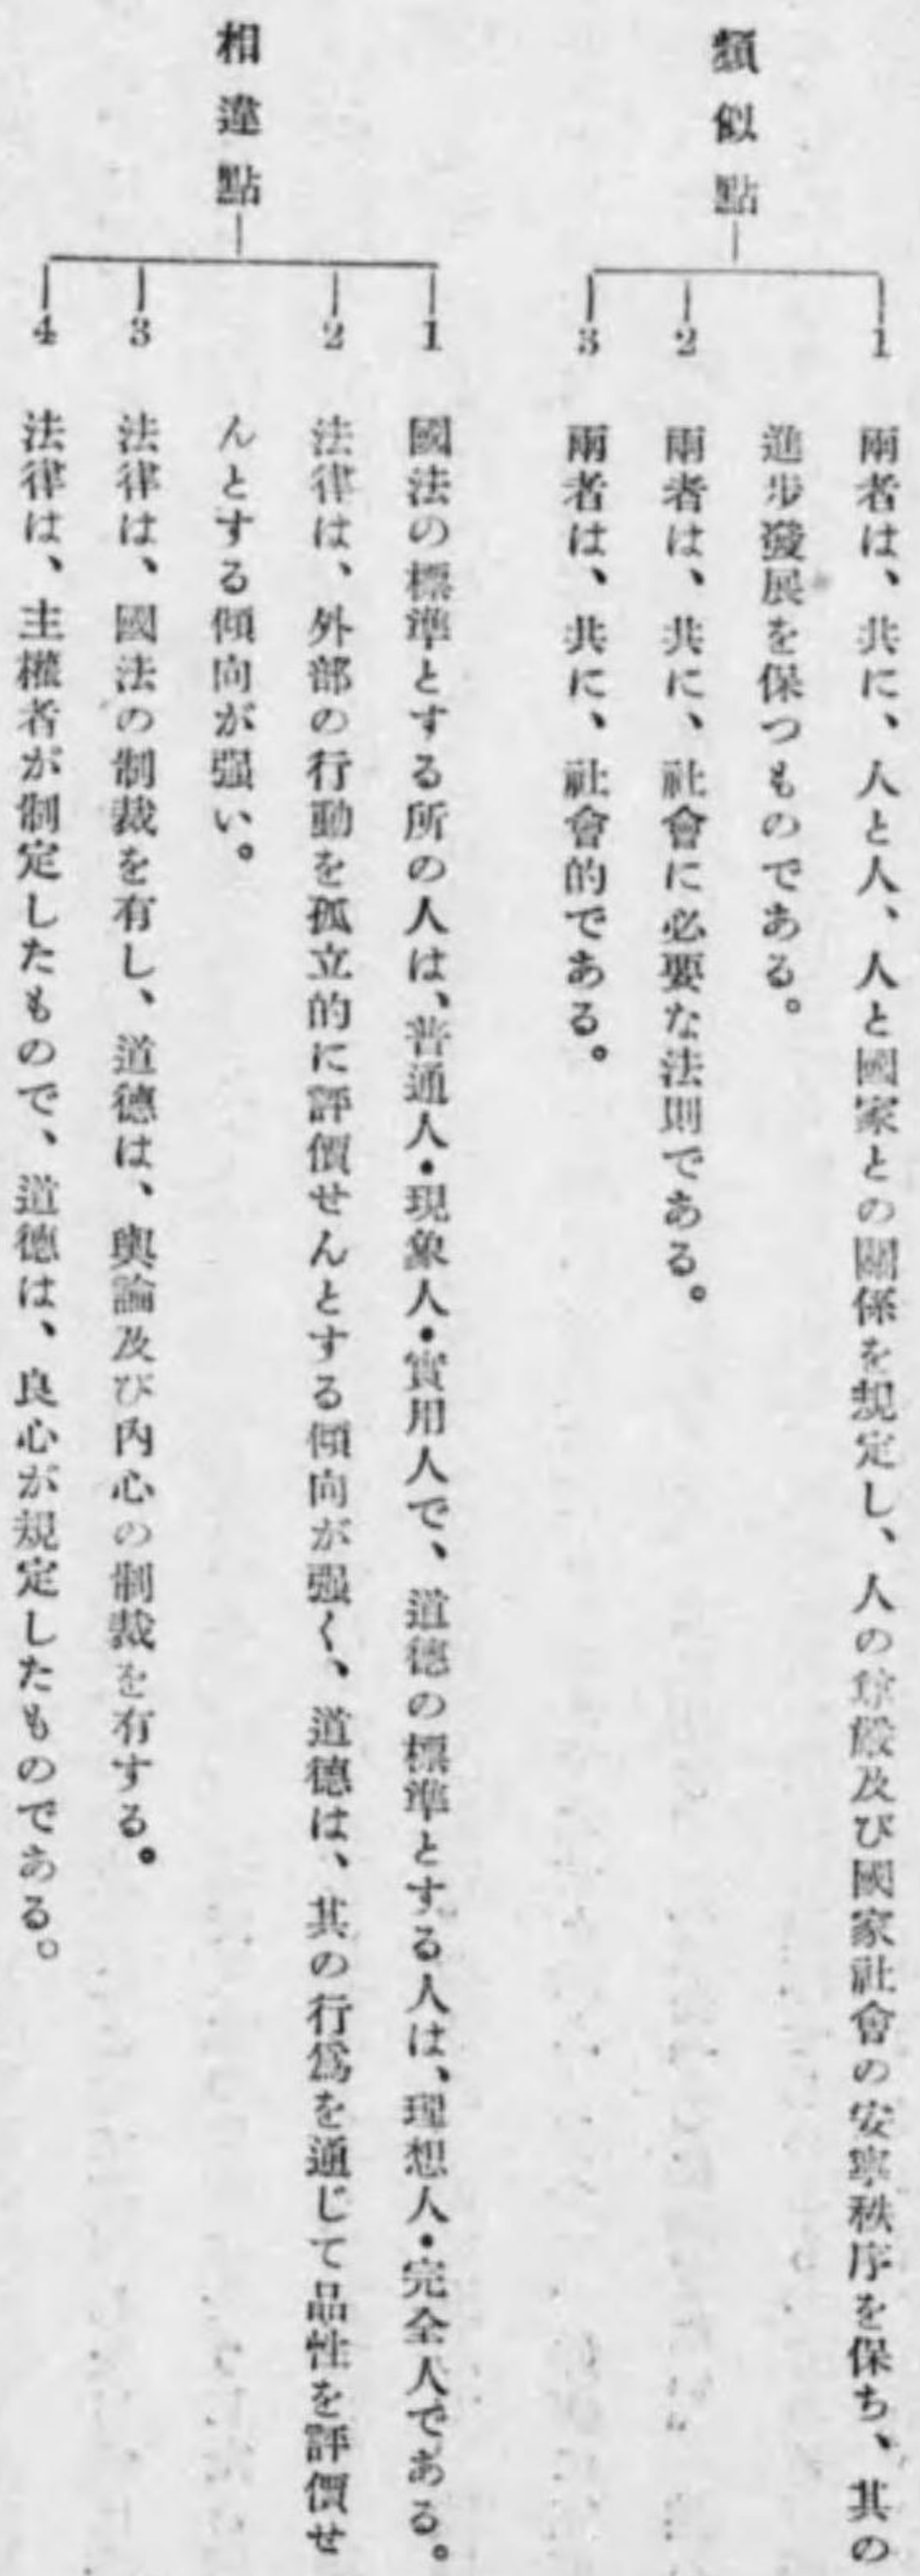 類似點
1 兩者は、共に、人と人、人と國家との關係を規定し、人の尊嚴及び國家社會の安寧秩序を保ち、其の
進步發展を保つものである。
2 兩者は、共に、社會に必要な法則である。
3 兩者は、共に、社會的である。
相違點
1 國法の標準とする所の人は、普通人・現象人・實用人で、道德の標準とする人は、理想人・完全人である。
2 法律は、外部の行動を孤立的に評價せんとする傾向が强く、道德は、其の行爲を通じて品性を評價せ
んとする傾向が强い。
3 法律は、國法の制裁を有し、道德は、輿論及び內心の制裁を有する。
4 法律は、主權者が制定したもので、道德は、良心が規定したものである。